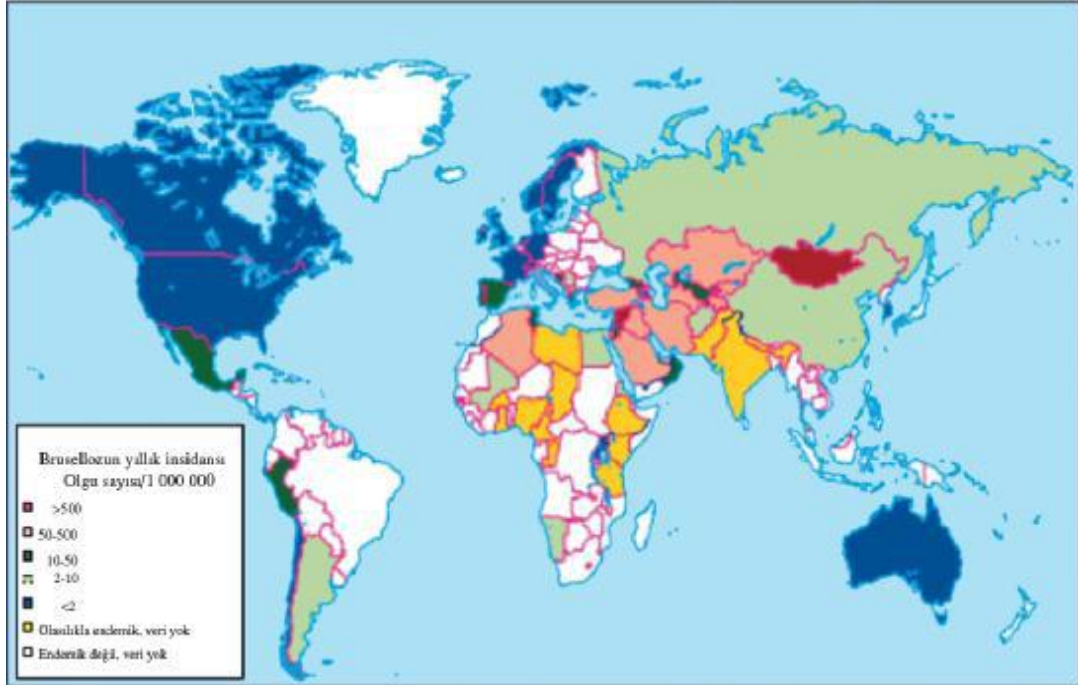 Brusellozun yıllık insidansı
Olgu sayısı/1 000 000
>500
50-500
10-50
2-10
<2
Olasılıkla endemik, veri yok
Endemik değil, veri yok